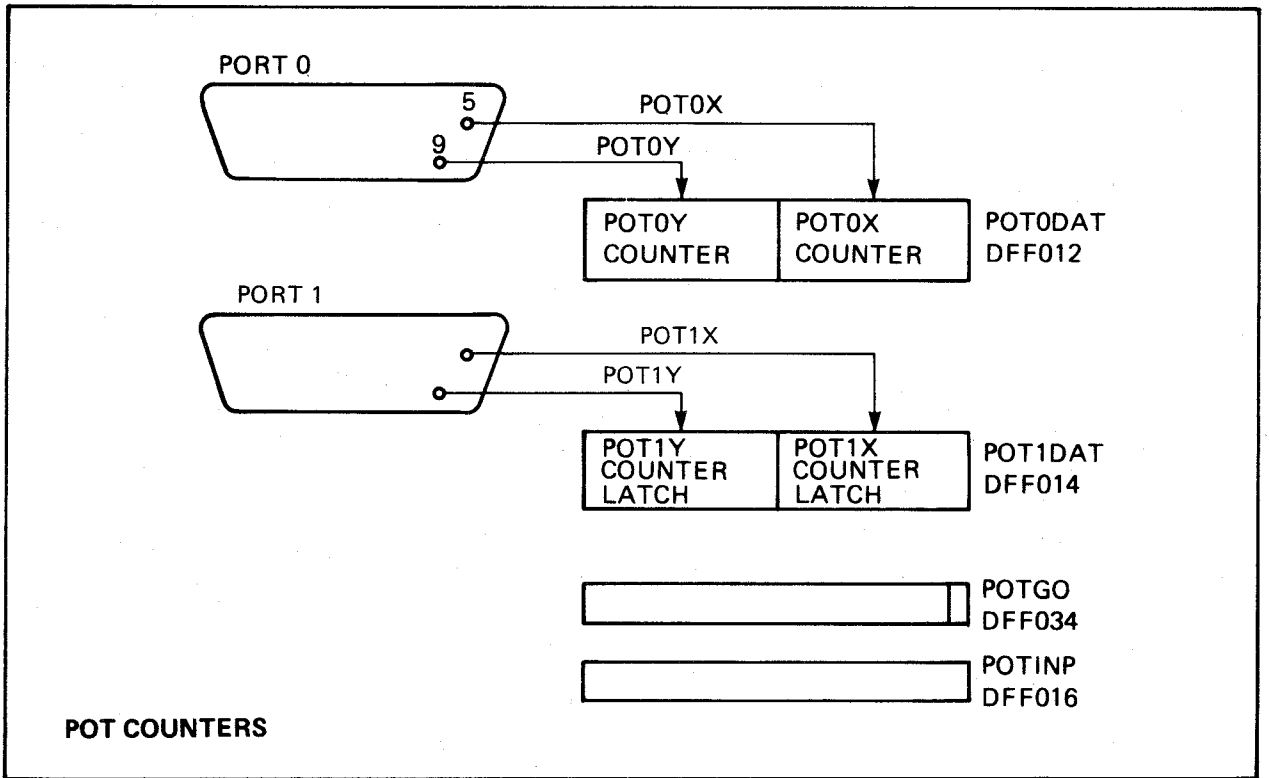 PORT 0
5
POT0X
9
POT0Y
POT0Y
COUNTER
POT0X
COUNTER
POT0DAT
DFF012
PORT 1
POT1X
POT1Y
POT1Y
COUNTER
LATCH
POT1X
COUNTER
LATCH
POT1DAT
DFF014
POTGO
DFF034
POTINP
DFF016
POT COUNTERS